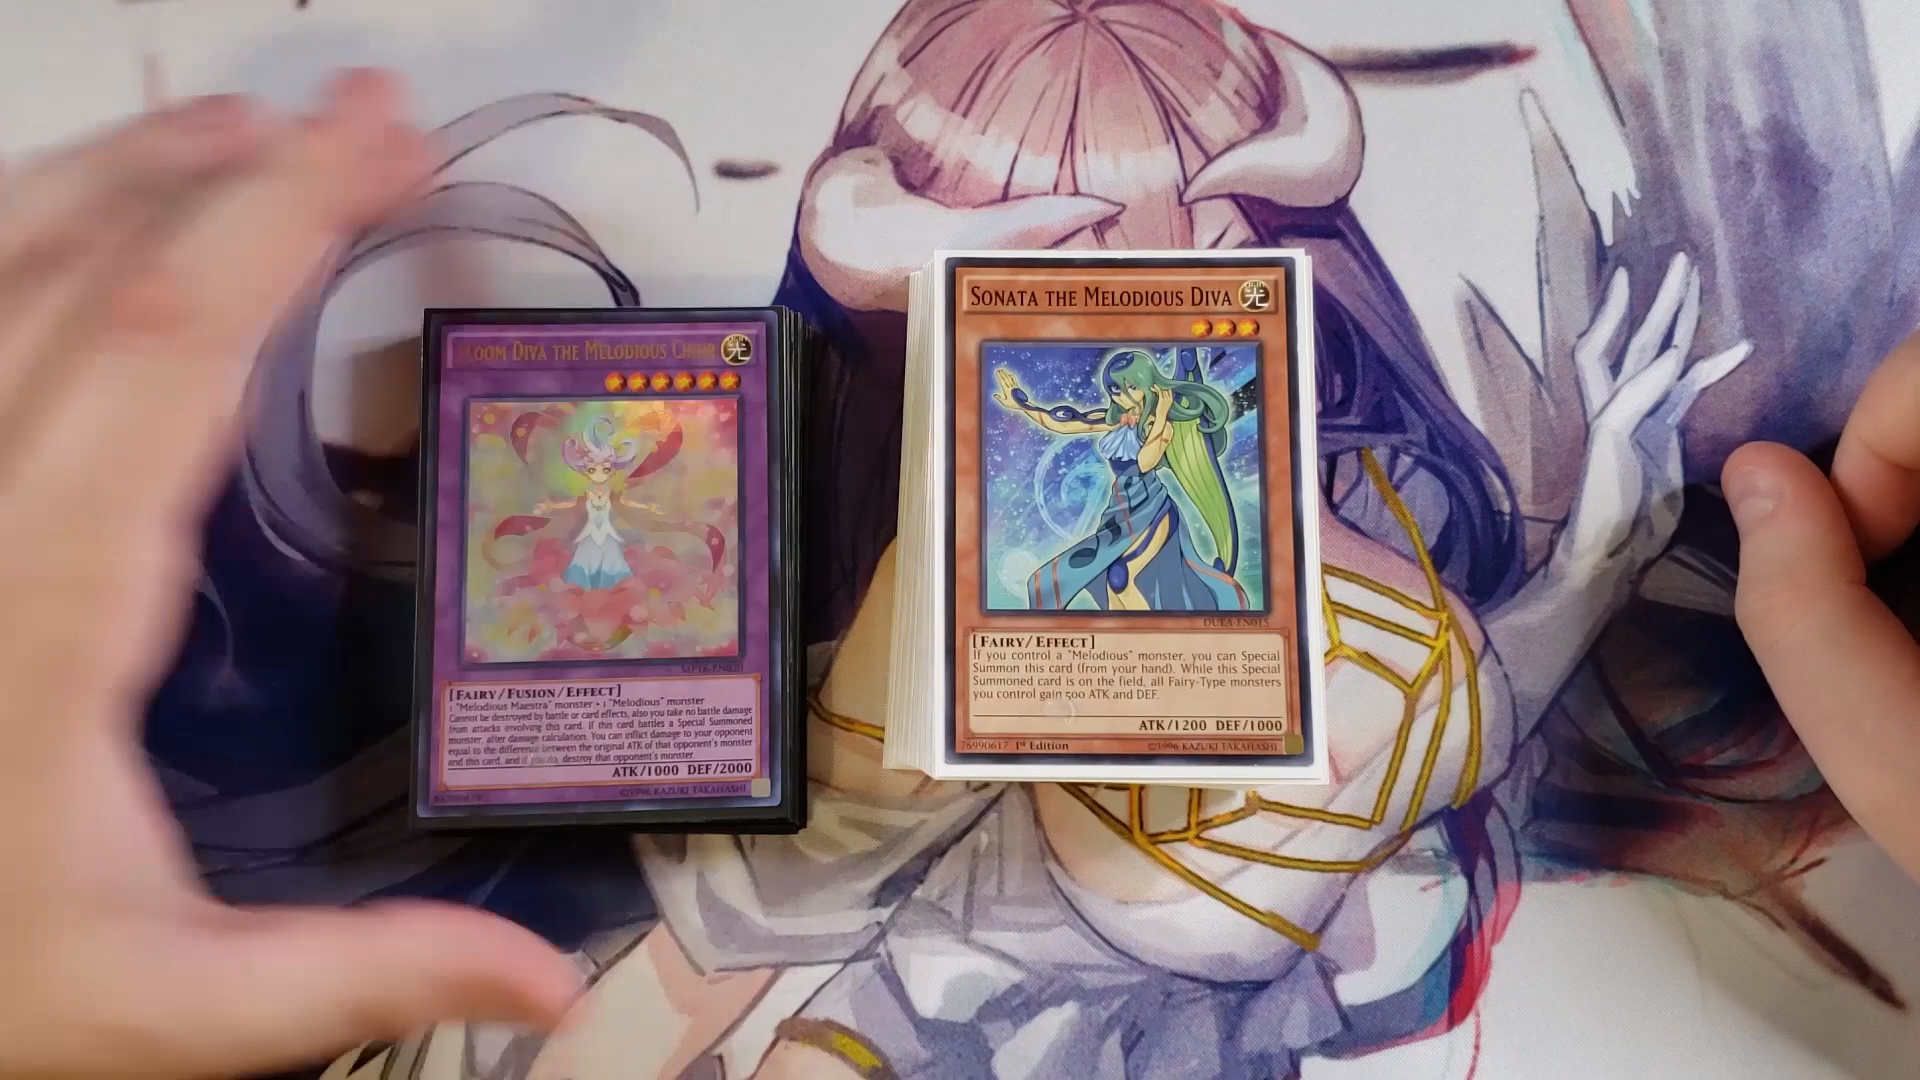 BLOOM DIVA THE MELODIOUS CHOIR
LIGHT
光
[FAIRY/FUSION/EFFECT]
1 "Melodious Maestra" monster + 1 "Melodious" monster
Cannot be destroyed by battle or card effects, also you take no battle damage
from attacks involving this card. If this card battles a Special Summoned
monster, after damage calculation: You can inflict damage to your opponent
equal to the difference between the original ATK of that opponent's monster
and this card, and if you do, destroy that opponent's monster.
ATK/1000 DEF/2000
©1996 KAZUKI TAKAHASHI
SONATA THE MELODIOUS DIVA
LIGHT
光
DUEA-EN015
[FAIRY/EFFECT]
If you control a "Melodious" monster, you can Special
Summon this card (from your hand). While this Special
Summoned card is on the field, all Fairy-Type monsters
you control gain 500 ATK and DEF.
ATK/1200 DEF/1000
76990617 1st Edition
©1996 KAZUKI TAKAHASHI